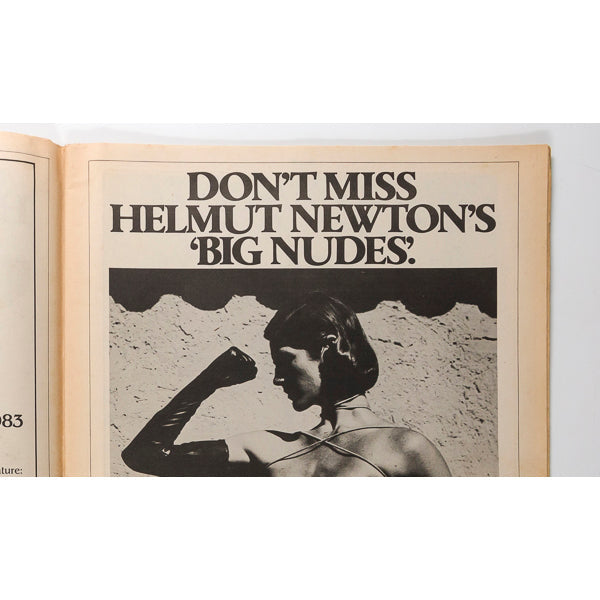 DON'T MISS
HELMUT NEWTON'S
'BIG NUDES'.
983
ture: